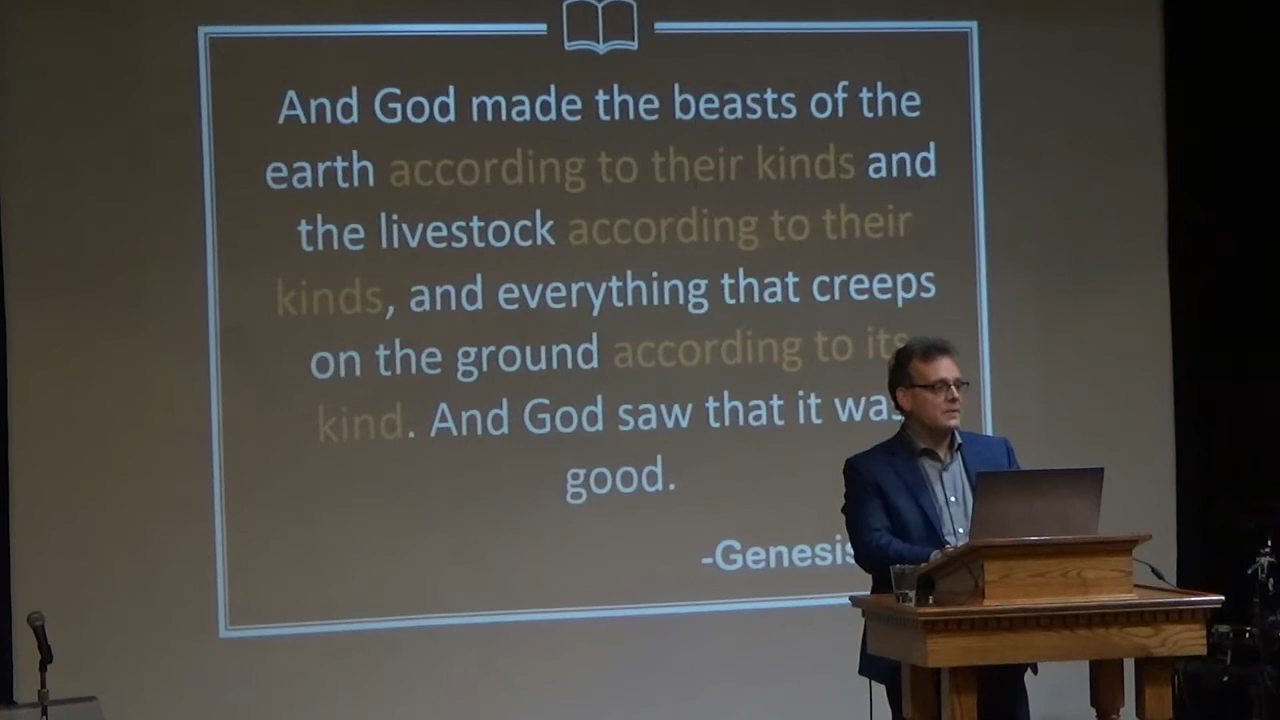 And God made the beasts of the
earth according to their kinds and
the livestock according to their
kinds, and everything that creeps
on the ground according to its
kind. And God saw that it was
good.
-Genesis